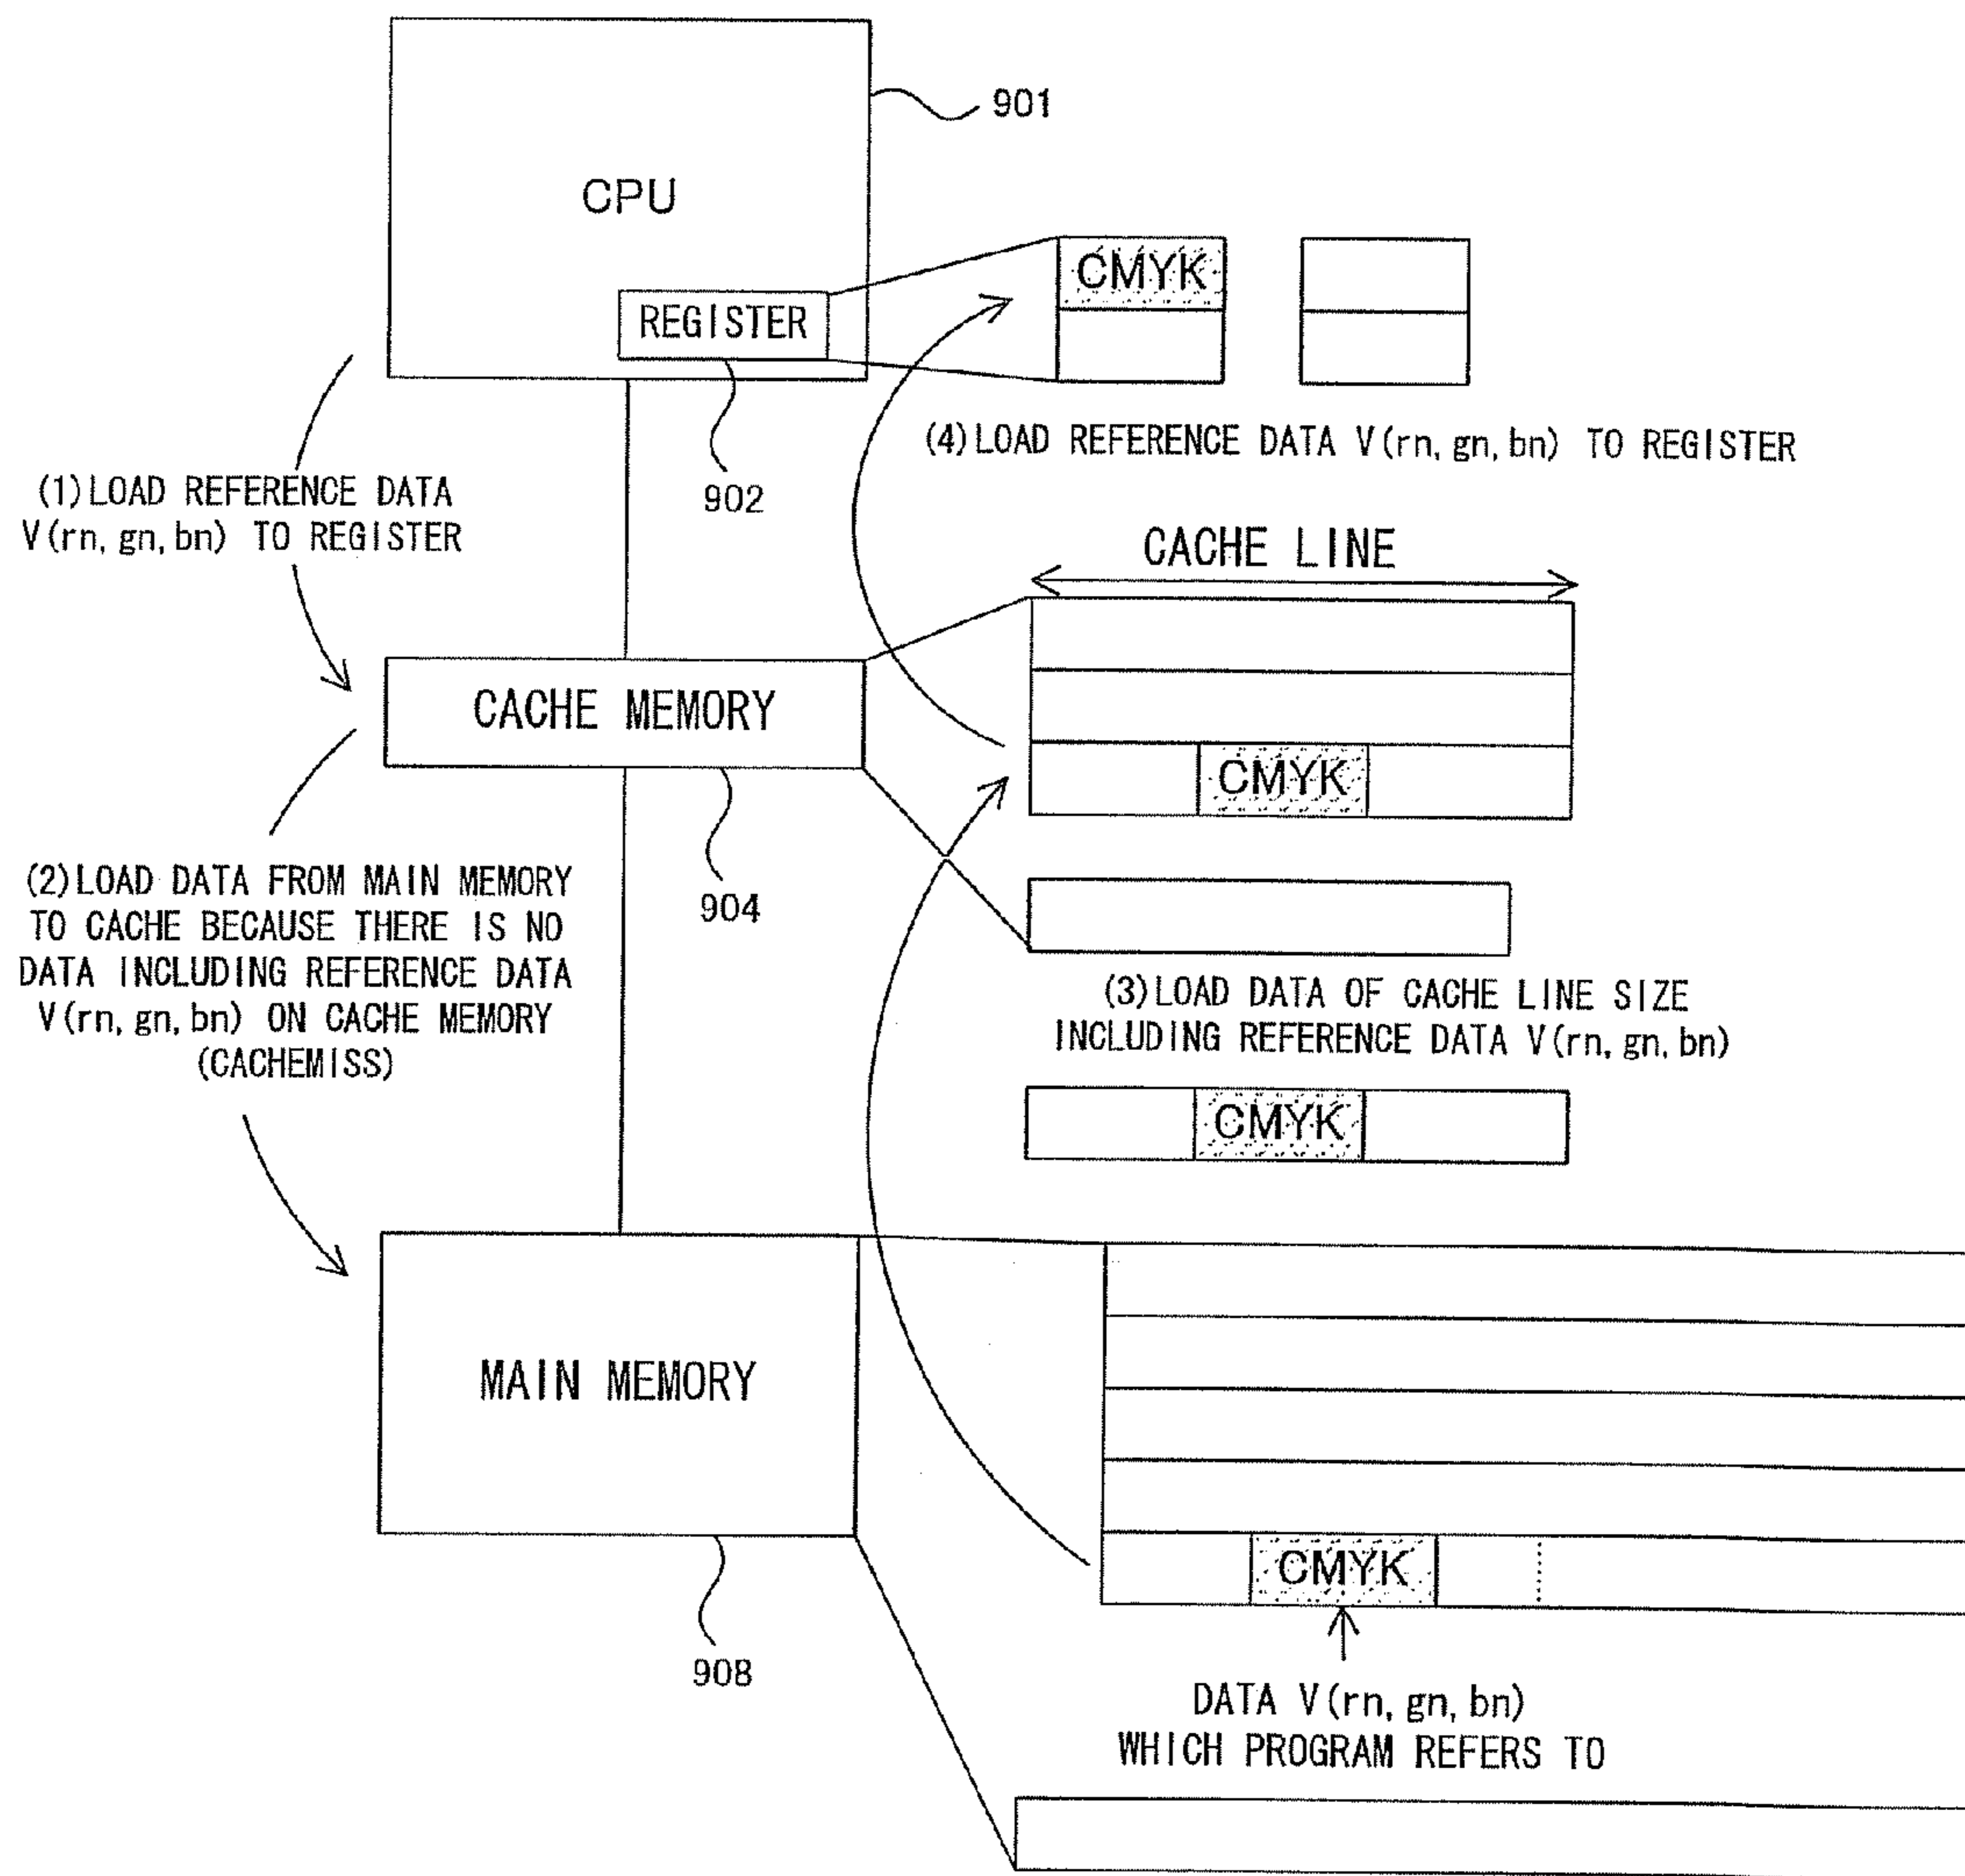 901
CPU
CMYK
REGISTER
(4)LOAD REFERENCE DATA V(rn, gn, bn) TO REGISTER
902
(1)LOAD REFERENCE DATA
V(rn, gn, bn) TO REGISTER
CACHE LINE
CACHE MEMORY
CMYK
904
(2)LOAD DATA FROM MAIN MEMORY
TO CACHE BECAUSE THERE IS NO
DATA INCLUDING REFERENCE DATA
V(rn, gn, bn) ON CACHE MEMORY
(CACHEMISS)
(3)LOAD DATA OF CACHE LINE SIZE
INCLUDING REFERENCE DATA V(rn, gn, bn)
CMYK
MAIN MEMORY
CMYK
908
DATA V(rn, gn, bn)
WHICH PROGRAM REFERS TO